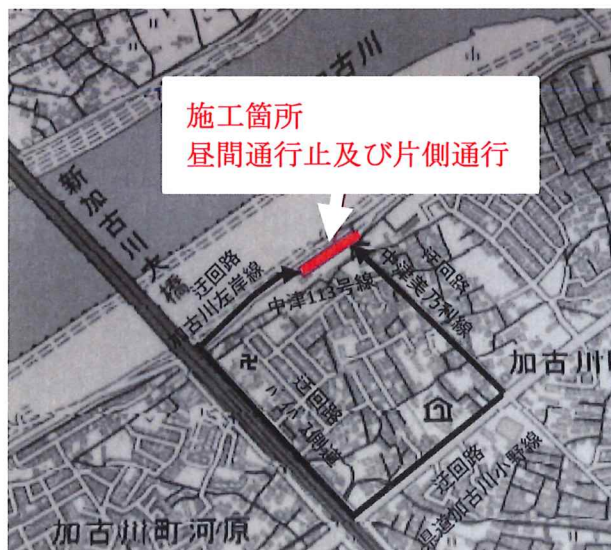 施工箇所
昼間通行止及び片側通行
加古川
新加古川大橋
迂回路
加古川左岸線
中津113号線
迂回路
中津美乃利線
迂回路
バイパス側道
加古川町
迂回路
県道加古川小野線
加古川町河原